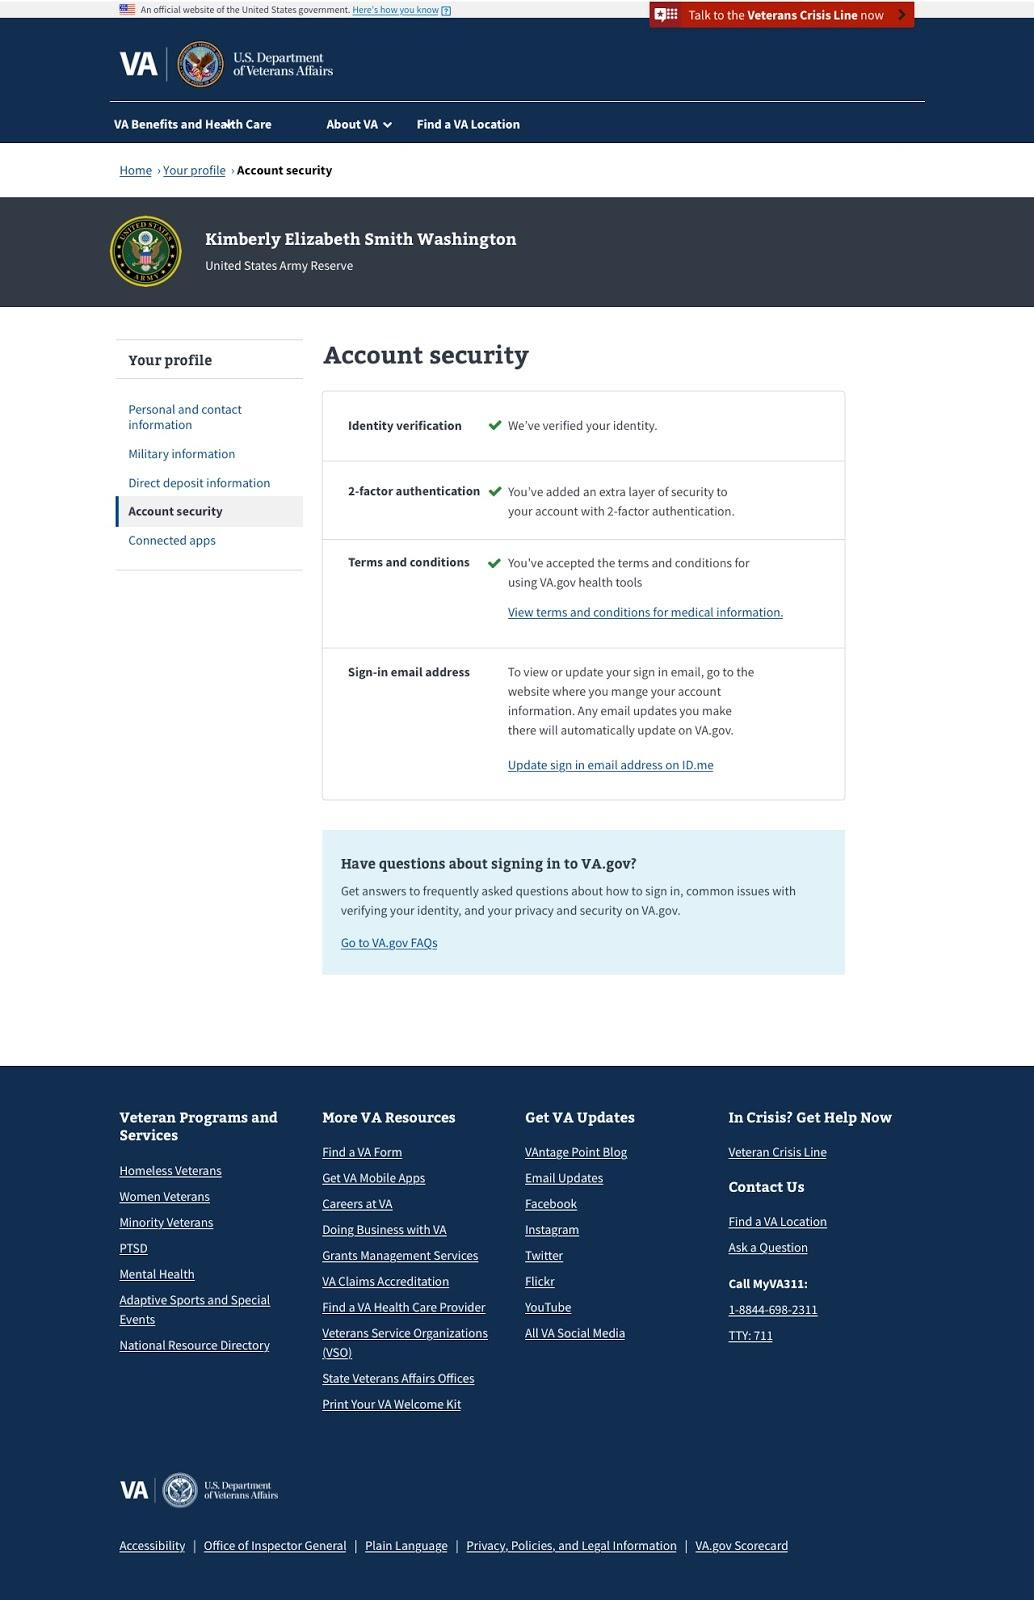 An official website of the United States government. Here's how you know
Talk to the Veterans Crisis Line now
VA
U.S. Department
of Veterans Affairs
VA Benefits and Health Care
About VA
Find a VA Location
Home › Your profile › Account security
UNITED STATES
ARMY
Kimberly Elizabeth Smith Washington
United States Army Reserve
Your profile
Personal and contact
information
Military information
Direct deposit information
Account security
Connected apps
Account security
Identity verification
We've verified your identity.
2-factor authentication
You've added an extra layer of security to
your account with 2-factor authentication.
Terms and conditions
You've accepted the terms and conditions for
using VA.gov health tools
View terms and conditions for medical information.
Sign-in email address
To view or update your sign in email, go to the
website where you mange your account
information. Any email updates you make
there will automatically update on VA.gov.
Update sign in email address on ID.me
Have questions about signing in to VA.gov?
Get answers to frequently asked questions about how to sign in, common issues with
verifying your identity, and your privacy and security on VA.gov.
Go to VA.gov FAQs
Veteran Programs and
Services
Homeless Veterans
Women Veterans
Minority Veterans
PTSD
Mental Health
Adaptive Sports and Special
Events
National Resource Directory
More VA Resources
Find a VA Form
Get VA Mobile Apps
Careers at VA
Doing Business with VA
Grants Management Services
VA Claims Accreditation
Find a VA Health Care Provider
Veterans Service Organizations
(VSO)
State Veterans Affairs Offices
Print Your VA Welcome Kit
Get VA Updates
VAntage Point Blog
Email Updates
Facebook
Instagram
Twitter
Flickr
YouTube
All VA Social Media
In Crisis? Get Help Now
Veteran Crisis Line
Contact Us
Find a VA Location
Ask a Question
Call MyVA311:
1-8844-698-2311
TTY: 711
VA
U.S. Department
of Veterans Affairs
Accessibility | Office of Inspector General | Plain Language | Privacy, Policies, and Legal Information | VA.gov Scorecard